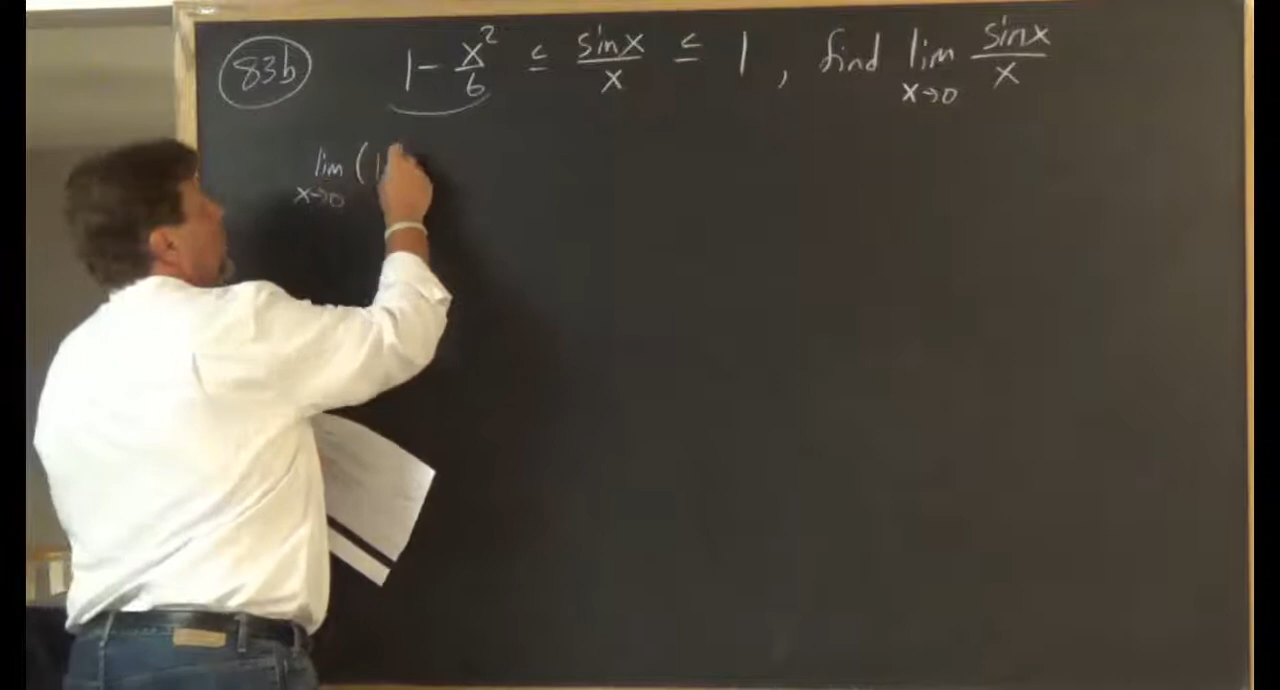 83b 1 - x²/6 ≤ sinx/x ≤ 1, find lim x→0 sinx/x
lim x→0 (1